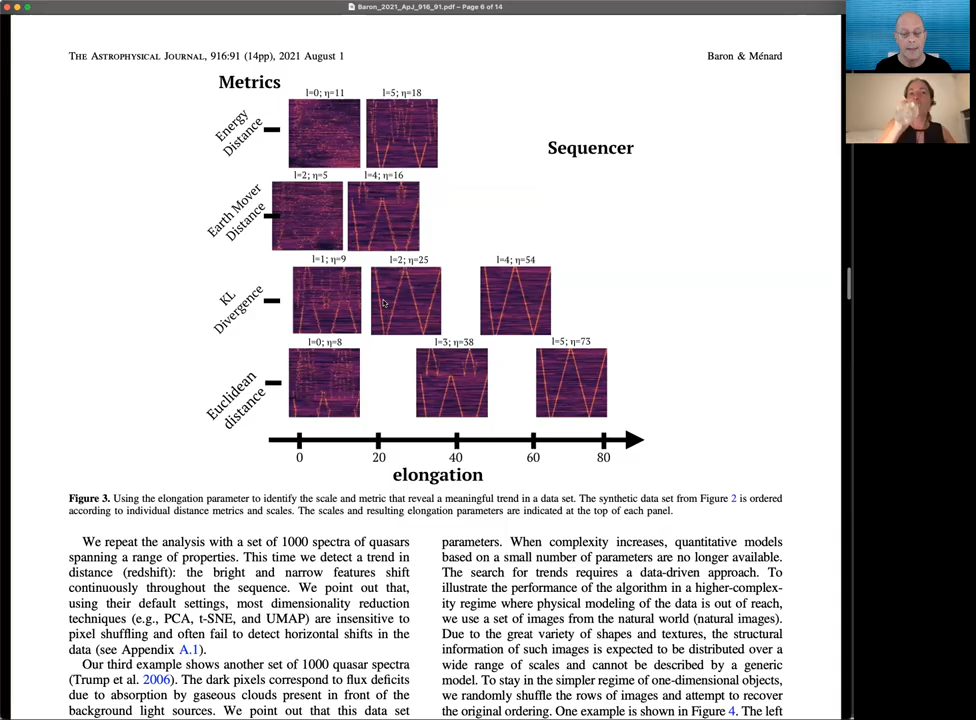 Baron_2021_ApJ_916_91.pdf – Page 6 of 14
THE ASTROPHYSICAL JOURNAL, 916:91 (14pp), 2021 August 1
Baron & Ménard
Metrics
Sequencer
Energy
Distance
l=0; η=11
l=5; η=18
Earth Mover
Distance
l=2; η=5
l=4; η=16
KL
Divergence
l=1; η=9
l=2; η=25
l=4; η=54
Euclidean
distance
l=0; η=8
l=3; η=38
l=5; η=73
0 20 40 60 80
elongation
Figure 3. Using the elongation parameter to identify the scale and metric that reveal a meaningful trend in a data set. The synthetic data set from Figure 2 is ordered
according to individual distance metrics and scales. The scales and resulting elongation parameters are indicated at the top of each panel.
We repeat the analysis with a set of 1000 spectra of quasars
spanning a range of properties. This time we detect a trend in
distance (redshift): the bright and narrow features shift
continuously throughout the sequence. We point out that,
using their default settings, most dimensionality reduction
techniques (e.g., PCA, t-SNE, and UMAP) are insensitive to
pixel shuffling and often fail to detect horizontal shifts in the
data (see Appendix A.1).
Our third example shows another set of 1000 quasar spectra
(Trump et al. 2006). The dark pixels correspond to flux deficits
due to absorption by gaseous clouds present in front of the
background light sources. We point out that this data set
parameters. When complexity increases, quantitative models
based on a small number of parameters are no longer available.
The search for trends requires a data-driven approach. To
illustrate the performance of the algorithm in a higher-complex-
ity regime where physical modeling of the data is out of reach,
we use a set of images from the natural world (natural images).
Due to the great variety of shapes and textures, the structural
information of such images is expected to be distributed over a
wide range of scales and cannot be described by a generic
model. To stay in the simpler regime of one-dimensional objects,
we randomly shuffle the rows of images and attempt to recover
the original ordering. One example is shown in Figure 4. The left